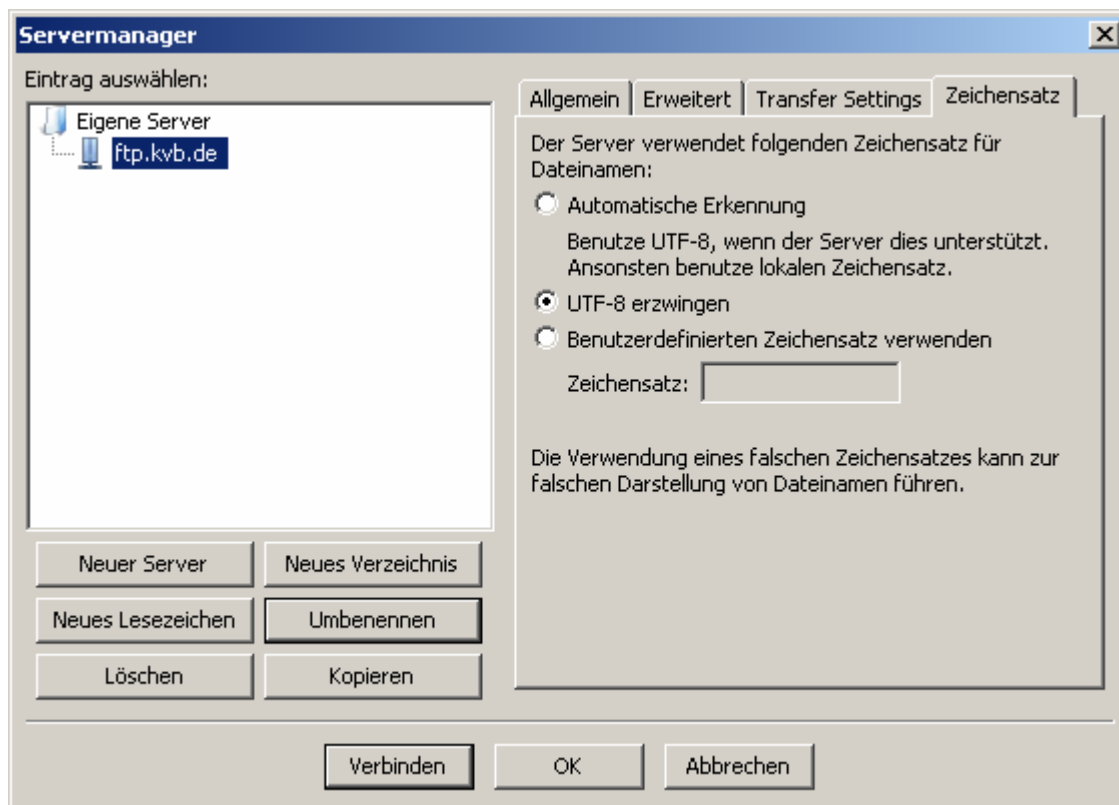 Servermanager
Eintrag auswählen:
Eigene Server
ftp.kvb.de
Neuer Server
Neues Verzeichnis
Neues Lesezeichen
Umbenennen
Löschen
Kopieren
Allgemein
Erweitert
Transfer Settings
Zeichensatz
Der Server verwendet folgenden Zeichensatz für
Dateinamen:
Automatische Erkennung
Benutze UTF-8, wenn der Server dies unterstützt.
Ansonsten benutze lokalen Zeichensatz.
UTF-8 erzwingen
Benutzerdefinierten Zeichensatz verwenden
Zeichensatz:
Die Verwendung eines falschen Zeichensatzes kann zur
falschen Darstellung von Dateinamen führen.
Verbinden
OK
Abbrechen